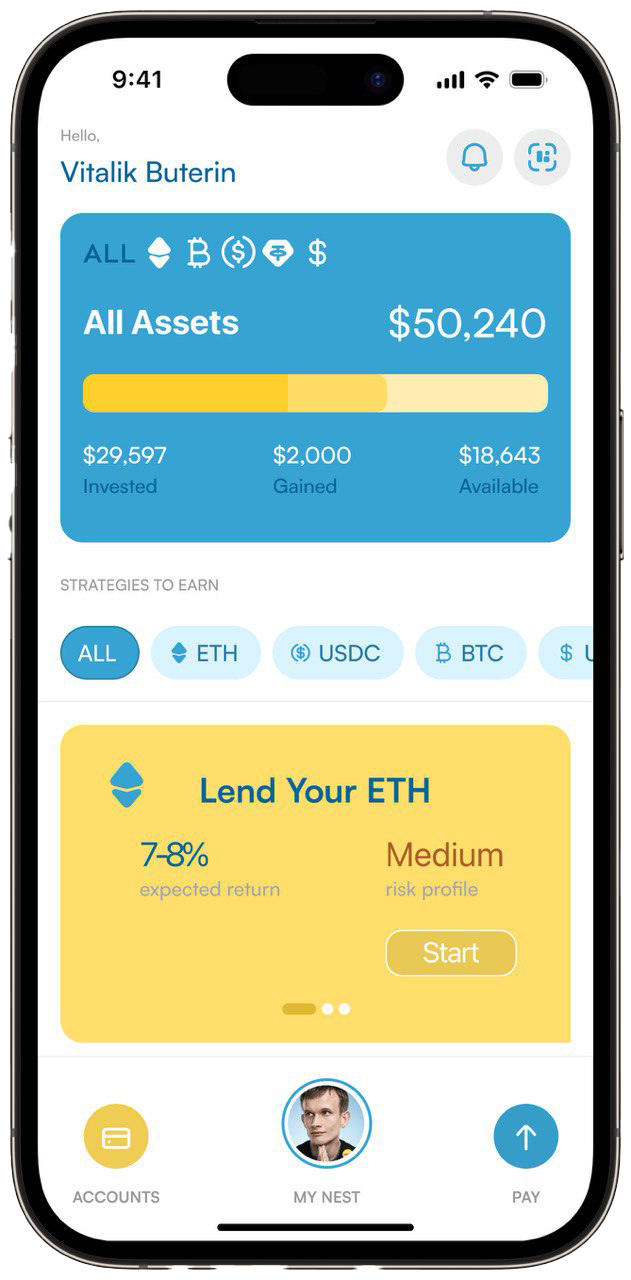 9:41
Hello,
Vitalik Buterin
ALL
All Assets $50,240
$29,597 $2,000 $18,643
Invested Gained Available
STRATEGIES TO EARN
ALL ETH USDC BTC $ U
Lend Your ETH
7-8% Medium
expected return risk profile
Start
ACCOUNTS MY NEST PAY